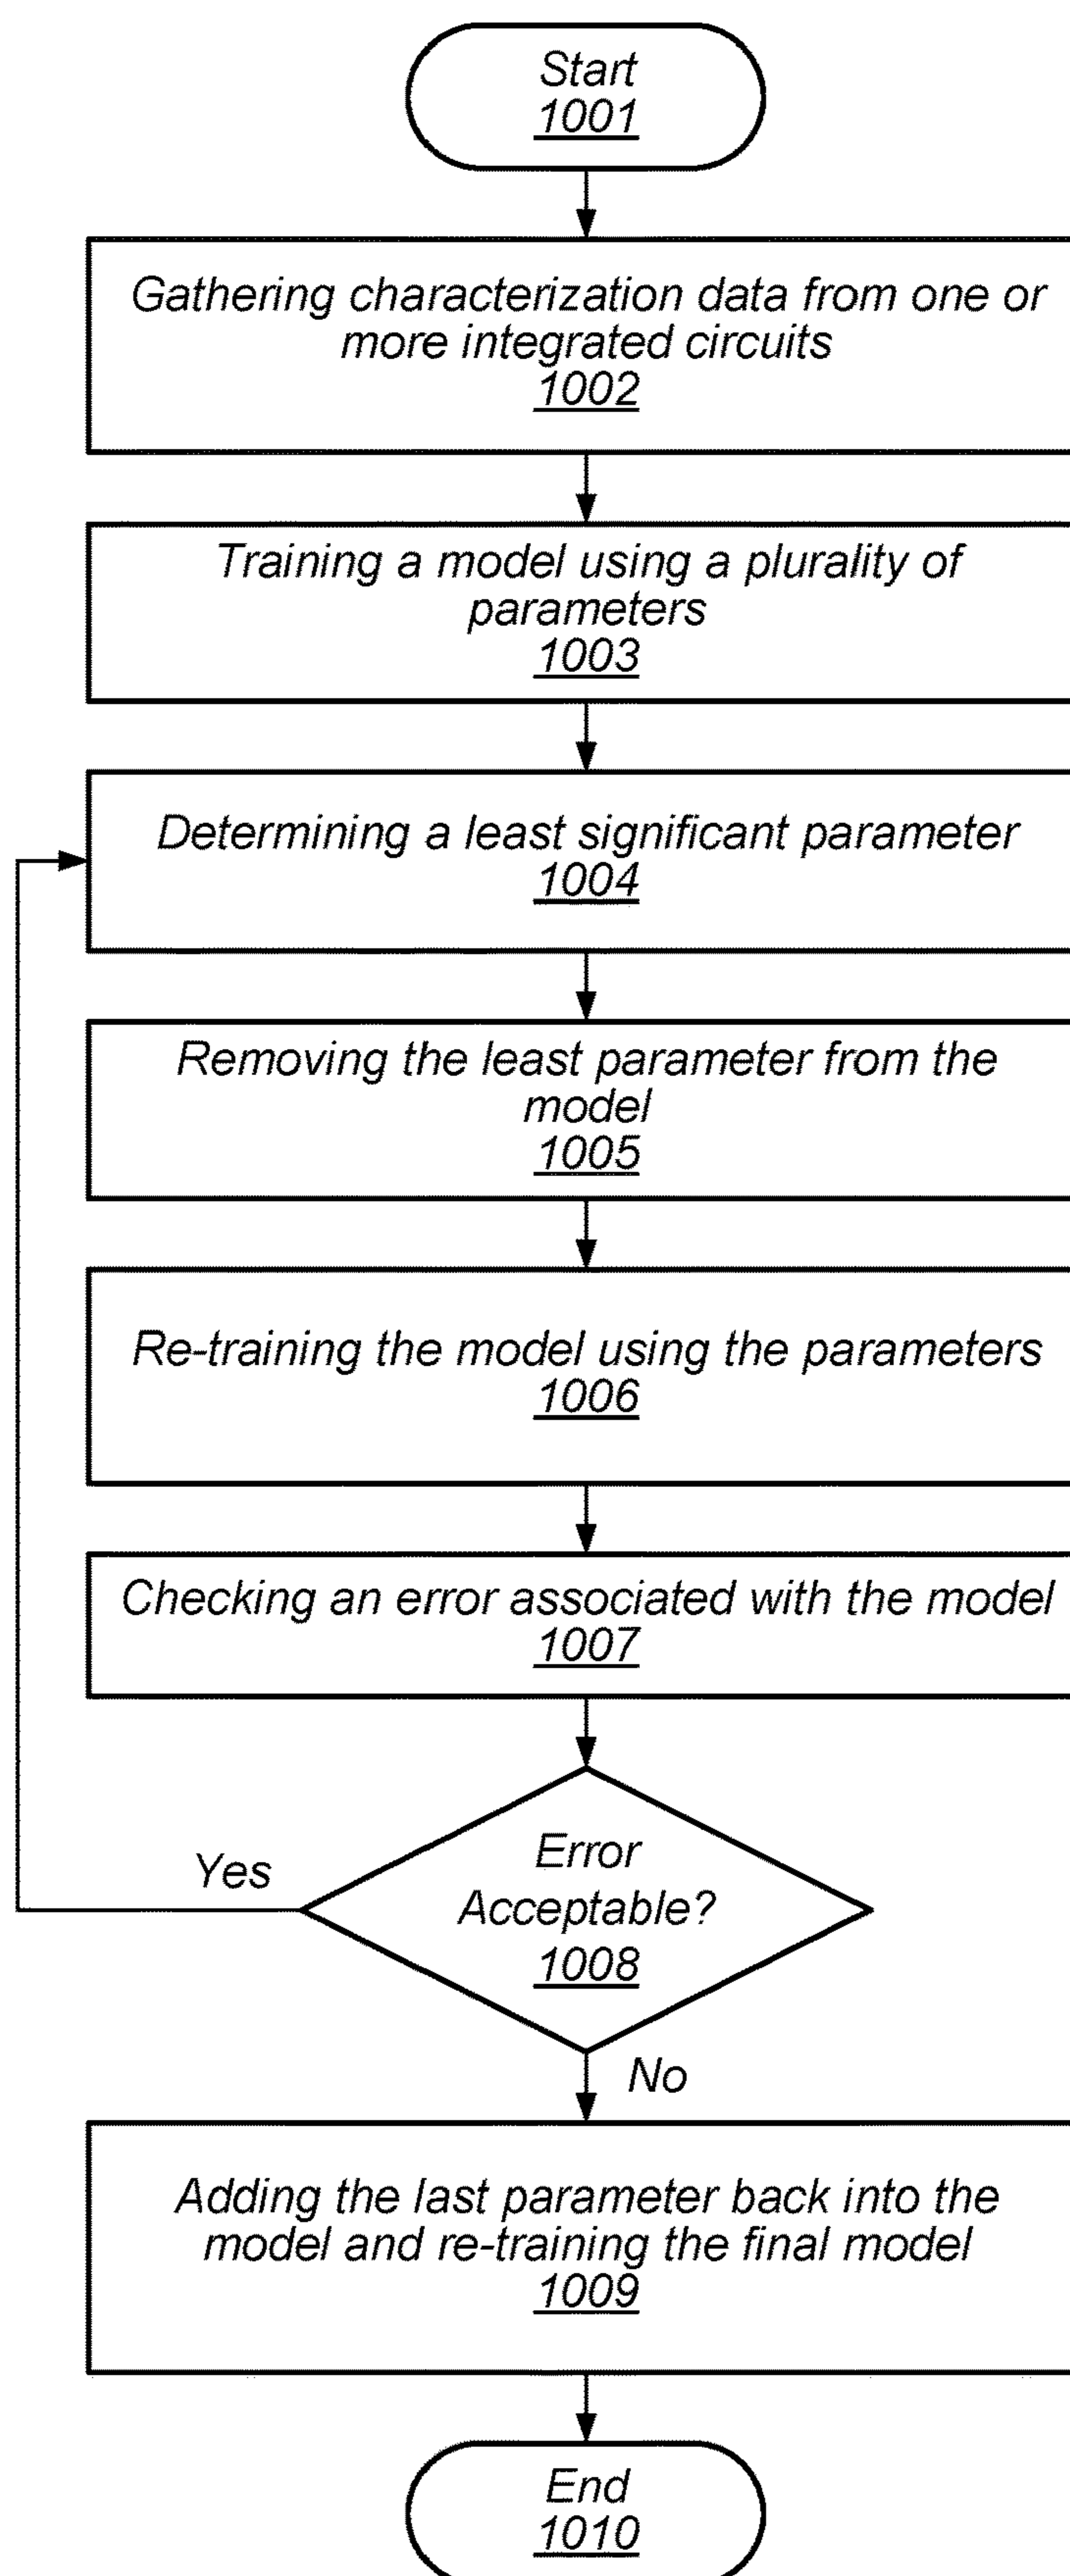 Start
1001
Gathering characterization data from one or
more integrated circuits
1002
Training a model using a plurality of
parameters
1003
Determining a least significant parameter
1004
Removing the least parameter from the
model
1005
Re-training the model using the parameters
1006
Checking an error associated with the model
1007
Error
Yes
Acceptable?
1008
No
Adding the last parameter back into the
model and re-training the final model
1009
End
1010